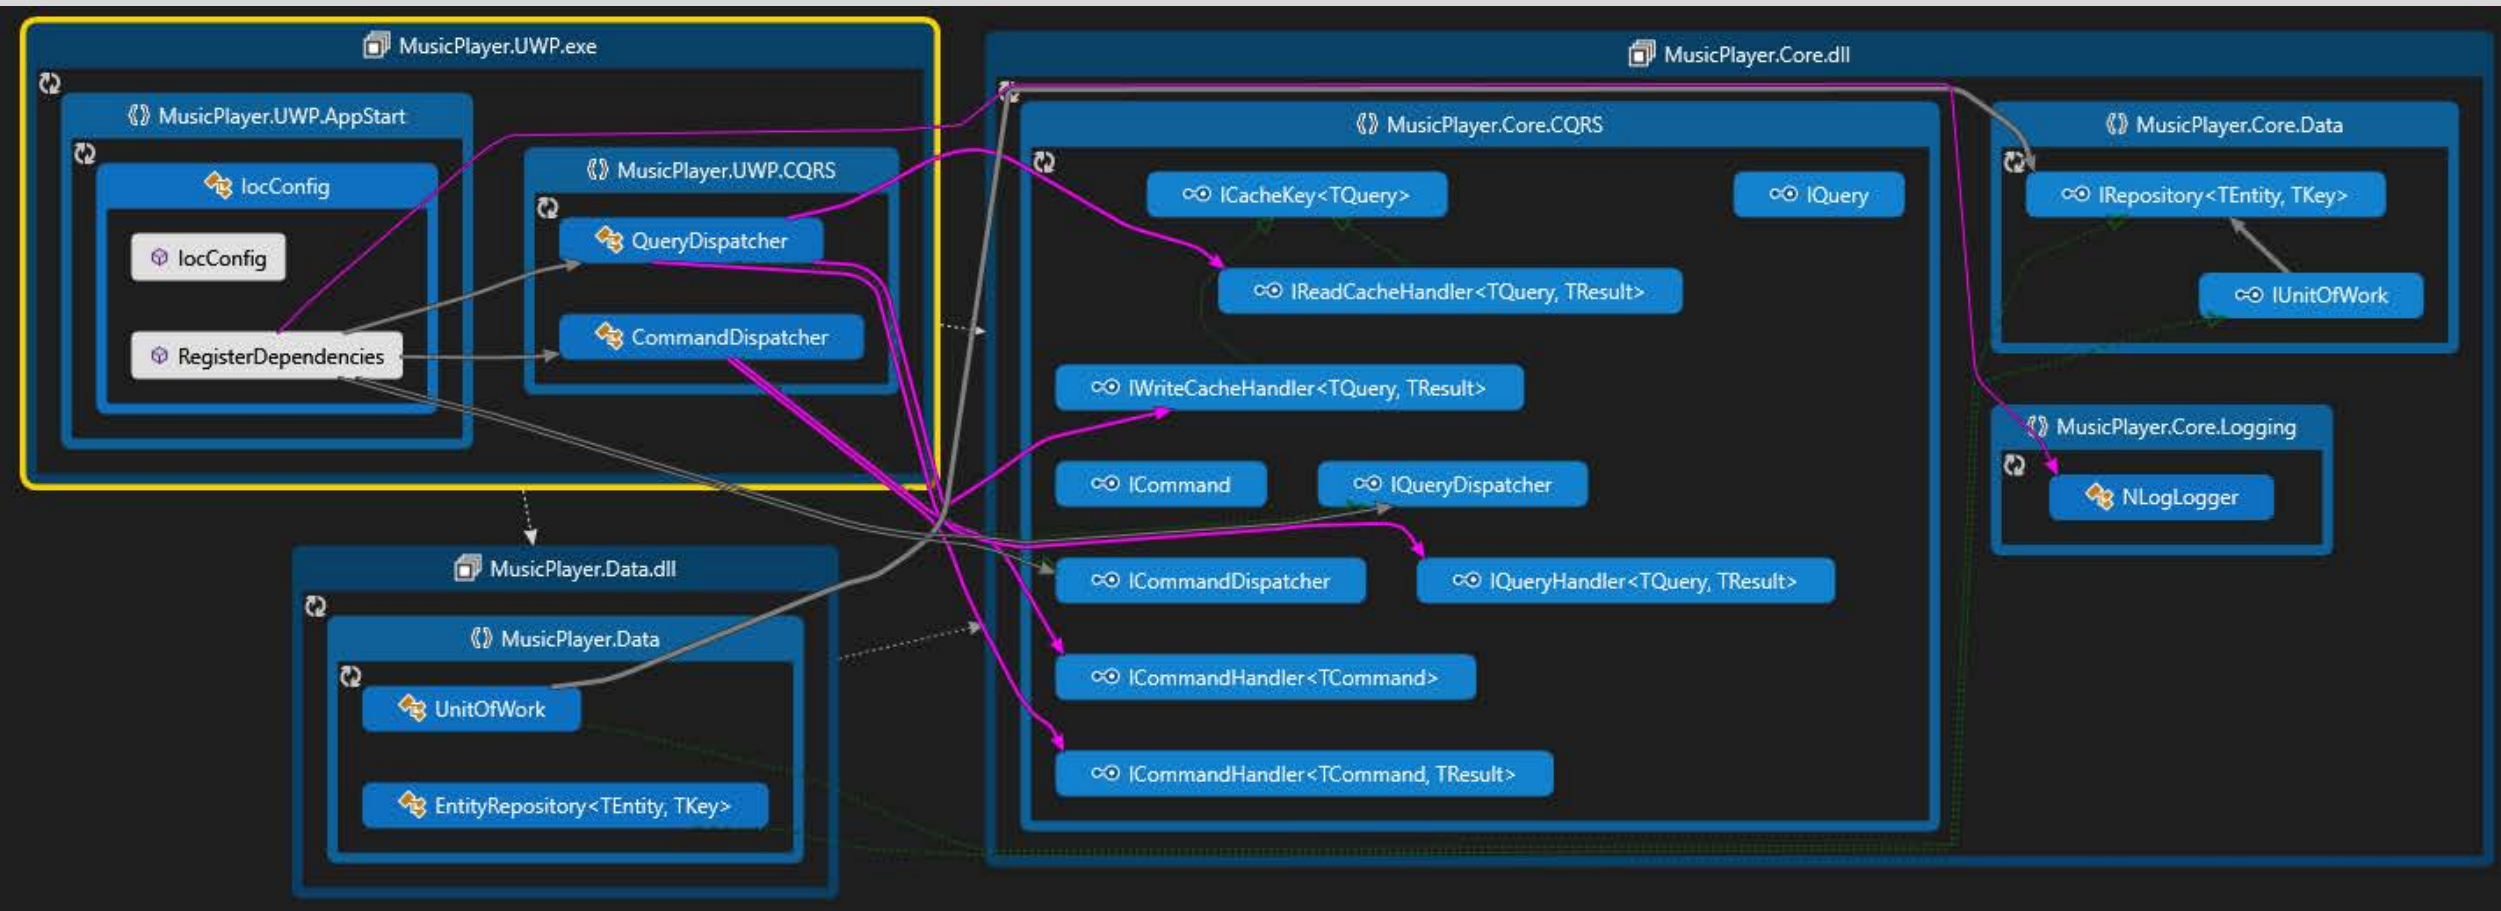 MusicPlayer.UWP.exe
MusicPlayer.UWP.AppStart
IocConfig
IocConfig
RegisterDependencies
MusicPlayer.UWP.CQRS
QueryDispatcher
CommandDispatcher
MusicPlayer.Data.dll
MusicPlayer.Data
UnitOfWork
EntityRepository<TEntity, TKey>
MusicPlayer.Core.dll
MusicPlayer.Core.CQRS
ICacheKey<TQuery>
IQuery
IReadCacheHandler<TQuery, TResult>
IWriteCacheHandler<TQuery, TResult>
ICommand
IQueryDispatcher
ICommandDispatcher
IQueryHandler<TQuery, TResult>
ICommandHandler<TCommand>
ICommandHandler<TCommand, TResult>
MusicPlayer.Core.Data
IRepository<TEntity, TKey>
IUnitOfWork
MusicPlayer.Core.Logging
NLogLogger